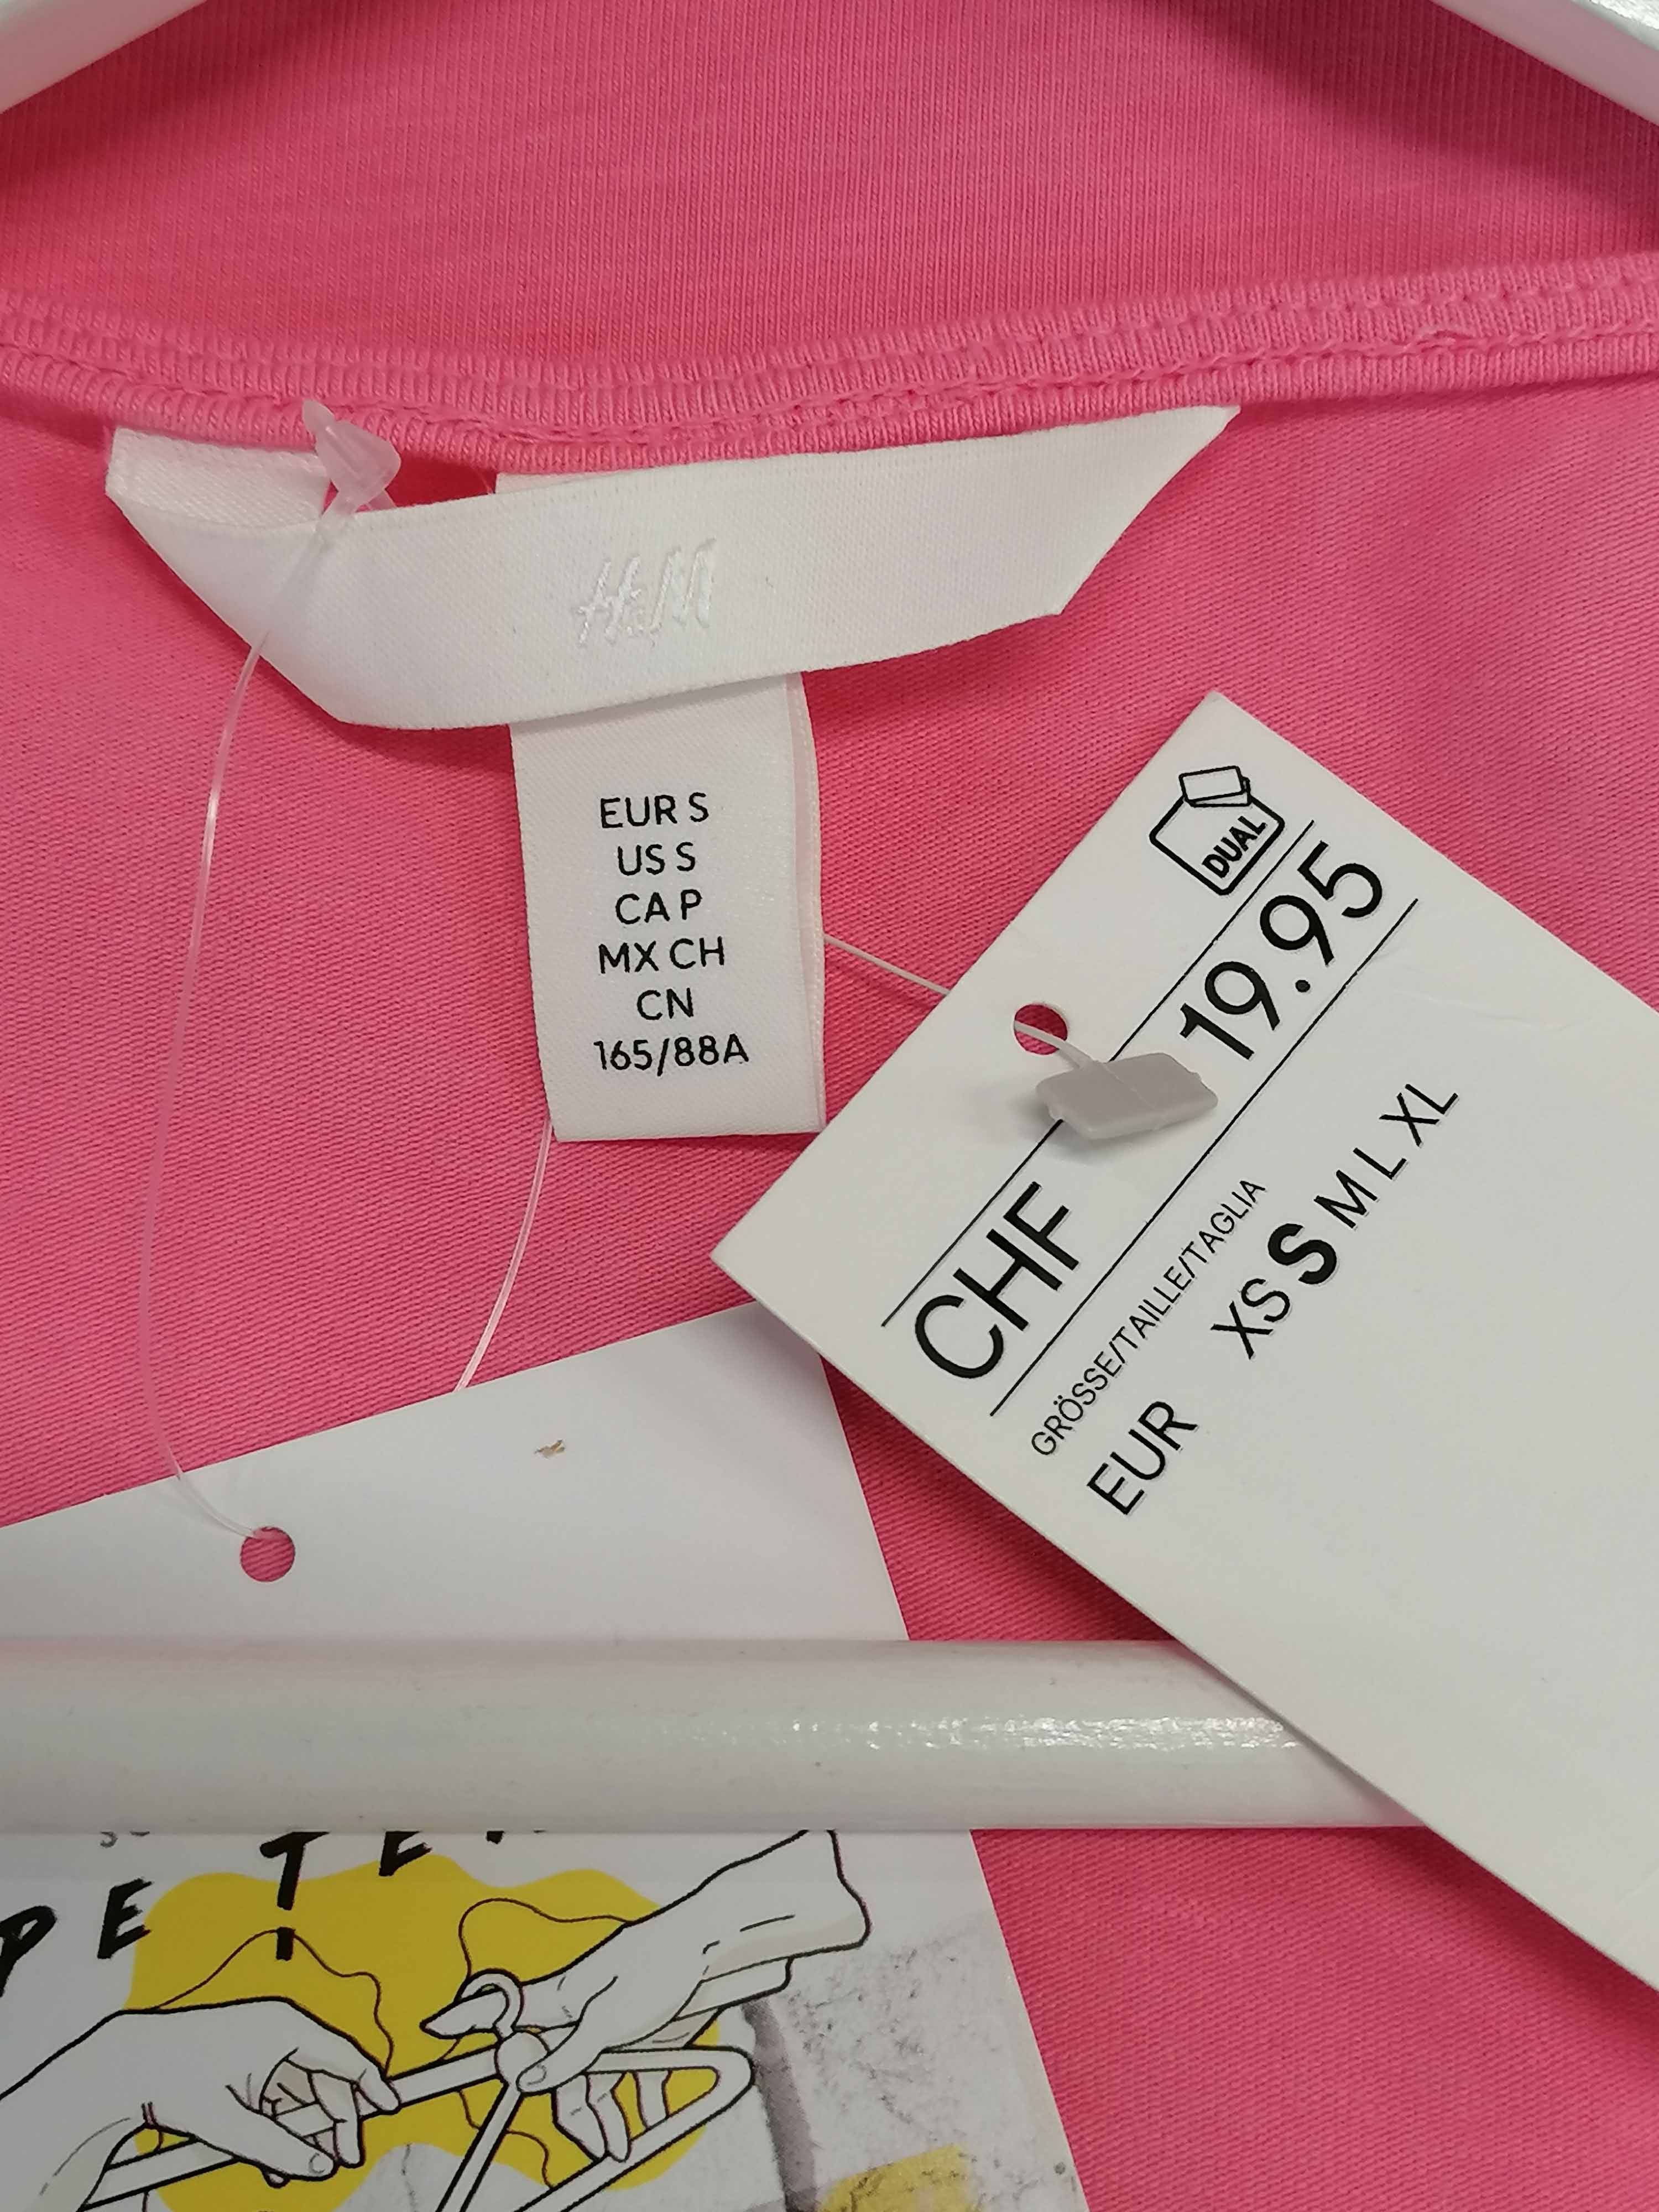 H&M
EUR S
US S
CA P
MX CH
CN
165/88A
DUAL
CHF 19.95
GRÖSSE/TAILLE/TAGLIA
EUR XS S M L XL